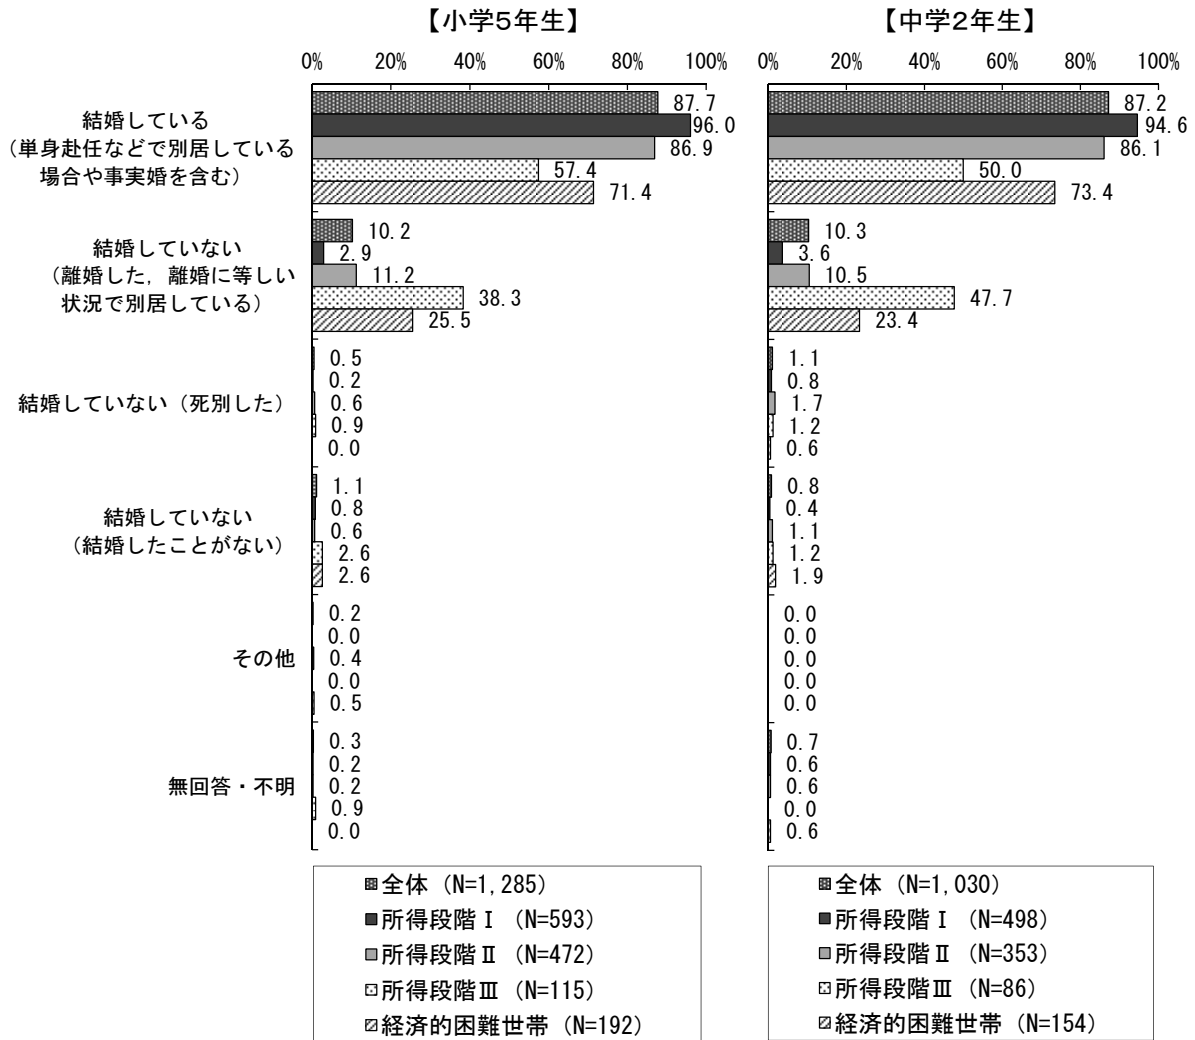 【小学5年生】
【中学2年生】
0% 20% 40% 60% 80% 100%
0% 20% 40% 60% 80% 100%
結婚している
（単身赴任などで別居している
場合や事実婚を含む）
87.7
96.0
86.9
57.4
71.4
87.2
94.6
86.1
50.0
73.4
結婚していない
（離婚した，離婚に等しい
状況で別居している）
10.2
2.9
11.2
38.3
25.5
10.3
3.6
10.5
47.7
23.4
結婚していない（死別した）
0.5
0.2
0.6
0.9
0.0
1.1
0.8
1.7
1.2
0.6
結婚していない
（結婚したことがない）
1.1
0.8
0.6
2.6
2.6
0.8
0.4
1.1
1.2
1.9
その他
0.2
0.0
0.4
0.0
0.5
0.0
0.0
0.0
0.0
0.0
無回答・不明
0.3
0.2
0.2
0.9
0.0
0.7
0.6
0.6
0.0
0.6
全体（N=1,285）
所得段階Ⅰ（N=593）
所得段階Ⅱ（N=472）
所得段階Ⅲ（N=115）
経済的困難世帯（N=192）
全体（N=1,030）
所得段階Ⅰ（N=498）
所得段階Ⅱ（N=353）
所得段階Ⅲ（N=86）
経済的困難世帯（N=154）